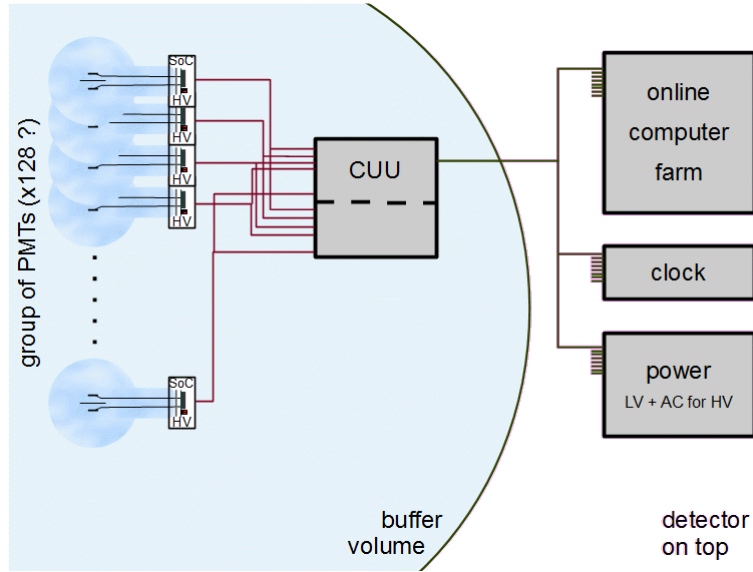 SoC
HV
HV
HV
HV
SoC
HV
group of PMTs (x128 ?)
CUU
online
computer
farm
clock
power
LV + AC for HV
buffer
volume
detector
on top